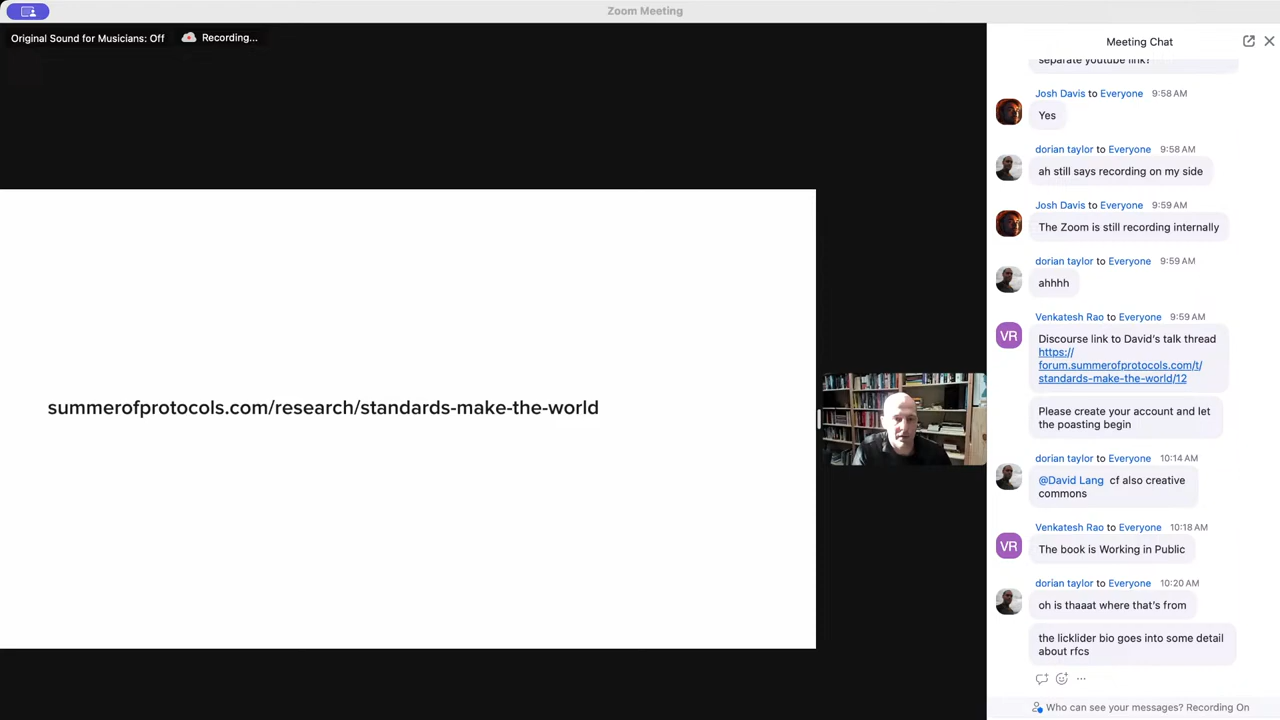 Zoom Meeting
Original Sound for Musicians: Off
Recording...
summerofprotocols.com/research/standards-make-the-world
Meeting Chat
separate youtube link?
Josh Davis to Everyone 9:58 AM
Yes
dorian taylor to Everyone 9:58 AM
ah still says recording on my side
Josh Davis to Everyone 9:59 AM
The Zoom is still recording internally
dorian taylor to Everyone 9:59 AM
ahhhh
Venkatesh Rao to Everyone 9:59 AM
VR
Discourse link to David's talk thread
https://
forum.summerofprotocols.com/t/
standards-make-the-world/12
Please create your account and let
the poasting begin
dorian taylor to Everyone 10:14 AM
@David Lang cf also creative
commons
Venkatesh Rao to Everyone 10:18 AM
VR
The book is Working in Public
dorian taylor to Everyone 10:20 AM
oh is thaaat where that's from
the licklider bio goes into some detail
about rfcs
Who can see your messages? Recording On